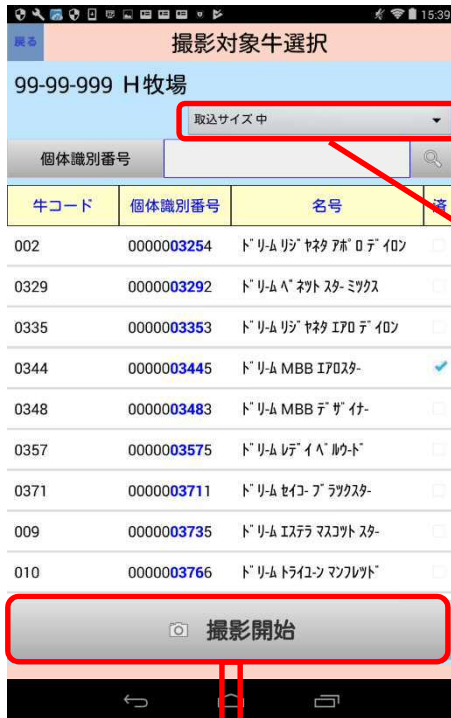 15:39
戻る
撮影対象牛選択
99-99-999 H牧場
取込サイズ 中
個体識別番号
牛コード 個体識別番号 名号 済
002 0000003254 ﾄﾞﾘｰﾑ ﾘｼﾞﾔﾈﾀ ｱﾎﾟﾛ ﾃﾞｲﾛﾝ
0329 0000003292 ﾄﾞﾘｰﾑ ﾍﾞﾈﾂﾄ ｽﾀｰ ﾐﾂｸｽ
0335 0000003353 ﾄﾞﾘｰﾑ ﾘｼﾞﾔﾈﾀ ｴｱﾛ ﾃﾞｲﾛﾝ
0344 0000003445 ﾄﾞﾘｰﾑ MBB ｴｱﾛｽﾀｰ
0348 0000003483 ﾄﾞﾘｰﾑ MBB ﾃﾞｻﾞｲﾅｰ
0357 0000003575 ﾄﾞﾘｰﾑ ﾚﾃﾞｲ ﾍﾞﾙｳｰﾄﾞ
0371 0000003711 ﾄﾞﾘｰﾑ ｾｲｺｰ ﾌﾞﾗﾂｸｽﾀｰ
009 0000003735 ﾄﾞﾘｰﾑ ｴｽﾃﾗ ﾏｽｺﾂﾄ ｽﾀｰ
010 0000003766 ﾄﾞﾘｰﾑ ﾄﾗｲﾕｰﾝ ﾏﾝﾌﾚﾂﾄﾞ
撮影開始